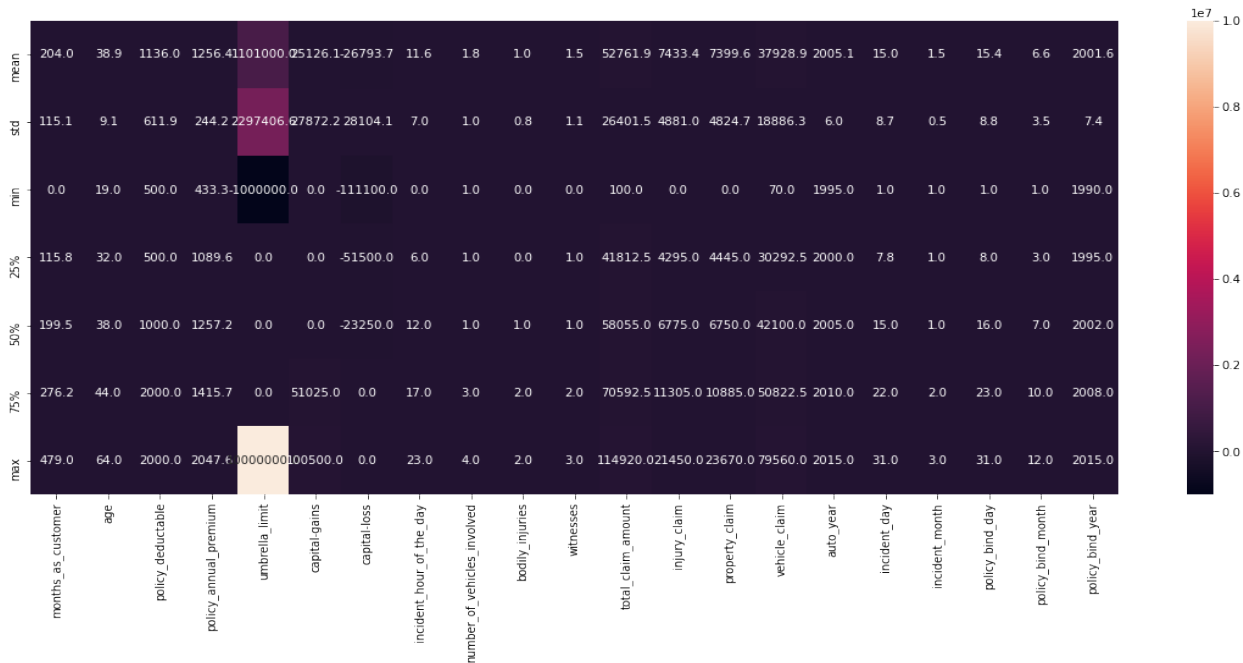 1e7
1.0
mean 204.0 38.9 1136.0 1256.4 1101000.0 25126.1 -26793.7 11.6 1.8 1.0 1.5 52761.9 7433.4 7399.6 37928.9 2005.1 15.0 1.5 15.4 6.6 2001.6
0.8
std 115.1 9.1 611.9 244.2 2297406.6 27872.2 28104.1 7.0 1.0 0.8 1.1 26401.5 4881.0 4824.7 18886.3 6.0 8.7 0.5 8.8 3.5 7.4
min 0.0 19.0 500.0 433.3 -1000000.0 0.0 -111100.0 0.0 1.0 0.0 0.0 100.0 0.0 0.0 70.0 1995.0 1.0 1.0 1.0 1.0 1990.0
0.6
25% 115.8 32.0 500.0 1089.6 0.0 0.0 -51500.0 6.0 1.0 0.0 1.0 41812.5 4295.0 4445.0 30292.5 2000.0 7.8 1.0 8.0 3.0 1995.0
0.4
50% 199.5 38.0 1000.0 1257.2 0.0 0.0 -23250.0 12.0 1.0 1.0 1.0 58055.0 6775.0 6750.0 42100.0 2005.0 15.0 1.0 16.0 7.0 2002.0
0.2
75% 276.2 44.0 2000.0 1415.7 0.0 51025.0 0.0 17.0 3.0 2.0 2.0 70592.5 11305.0 10885.0 50822.5 2010.0 22.0 2.0 23.0 10.0 2008.0
0.0
max 479.0 64.0 2000.0 2047.6 10000000.0 100500.0 0.0 23.0 4.0 2.0 3.0 114920.0 21450.0 23670.0 79560.0 2015.0 31.0 3.0 31.0 12.0 2015.0
months_as_customer
age
policy_deductable
policy_annual_premium
umbrella_limit
capital-gains
capital-loss
incident_hour_of_the_day
number_of_vehicles_involved
bodily_injuries
witnesses
total_claim_amount
injury_claim
property_claim
vehicle_claim
auto_year
incident_day
incident_month
policy_bind_day
policy_bind_month
policy_bind_year